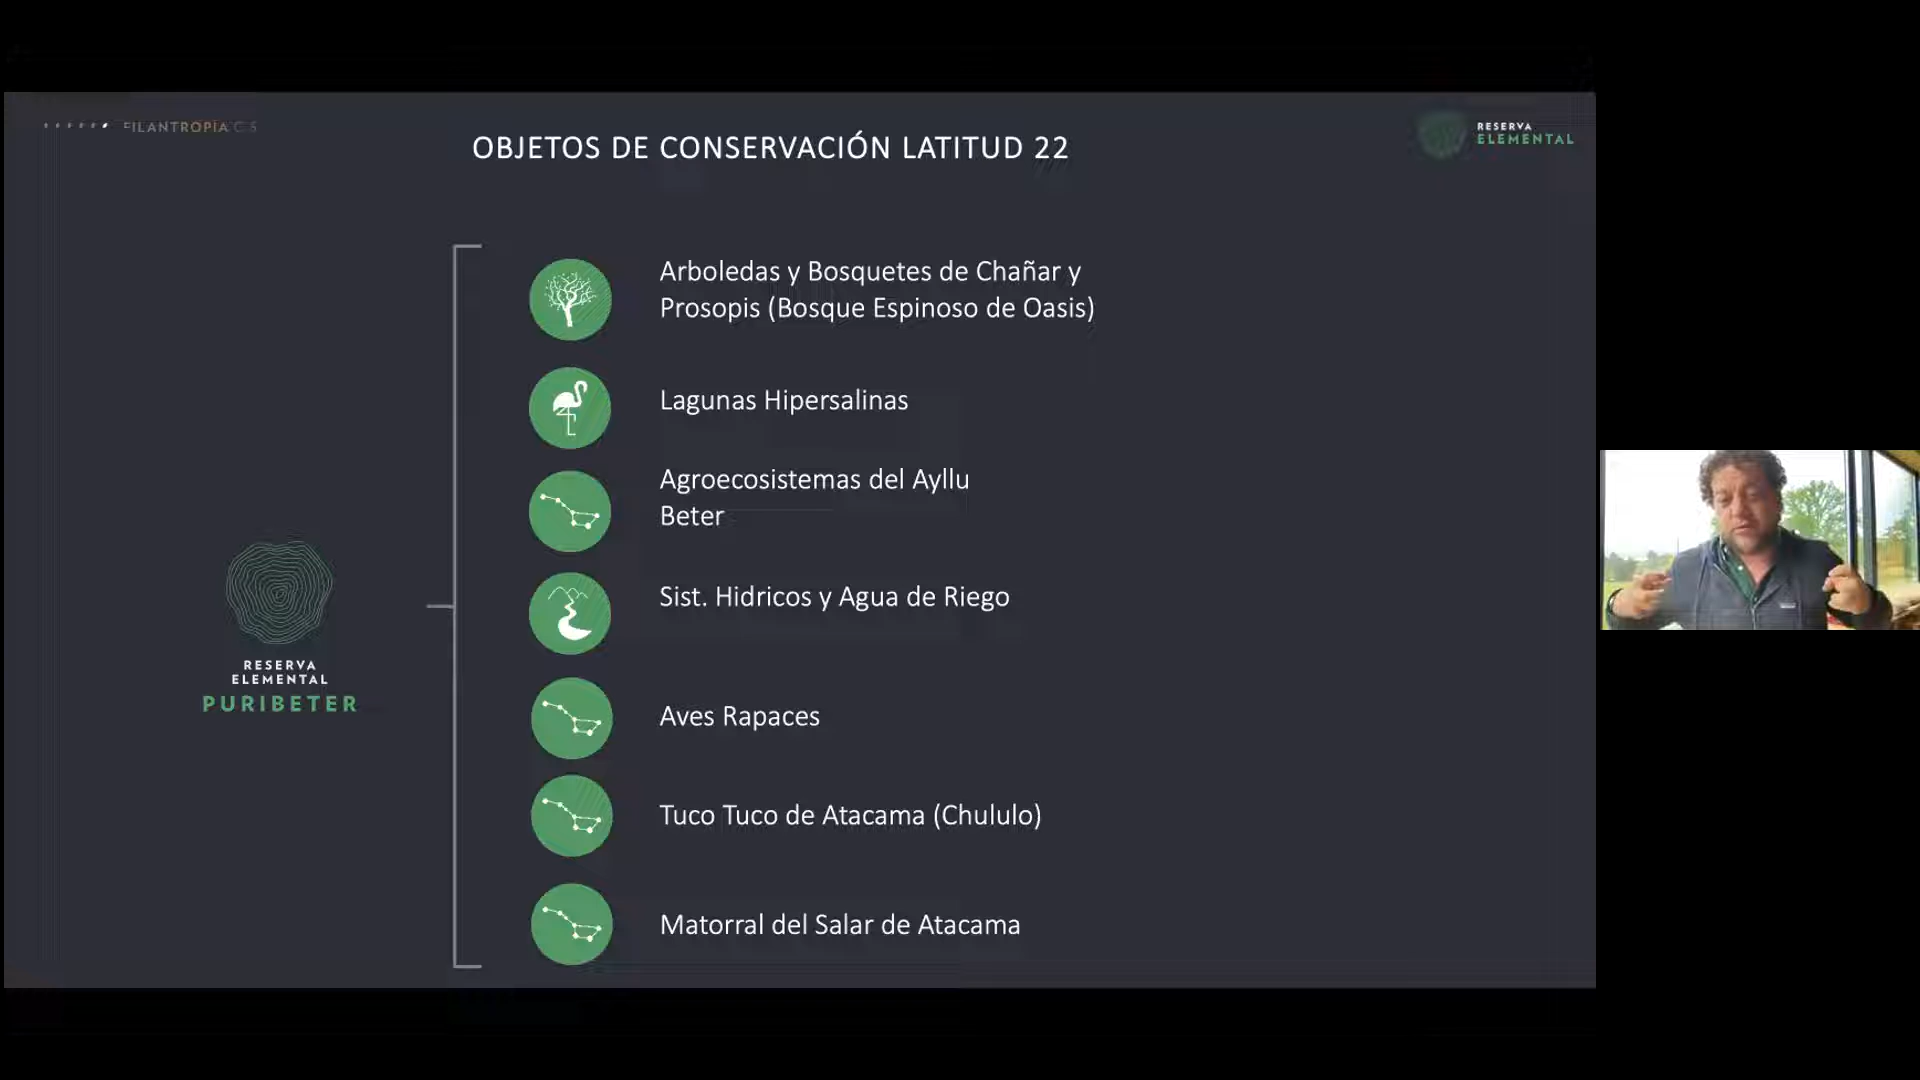 FILANTROPÍA C S
OBJETOS DE CONSERVACIÓN LATITUD 22
RESERVA
ELEMENTAL
Arboledas y Bosquetes de Chañar y
Prosopis (Bosque Espinoso de Oasis)
Lagunas Hipersalinas
Agroecosistemas del Ayllu
Beter
Sist. Hidricos y Agua de Riego
RESERVA
ELEMENTAL
PURIBETER
Aves Rapaces
Tuco Tuco de Atacama (Chululo)
Matorral del Salar de Atacama